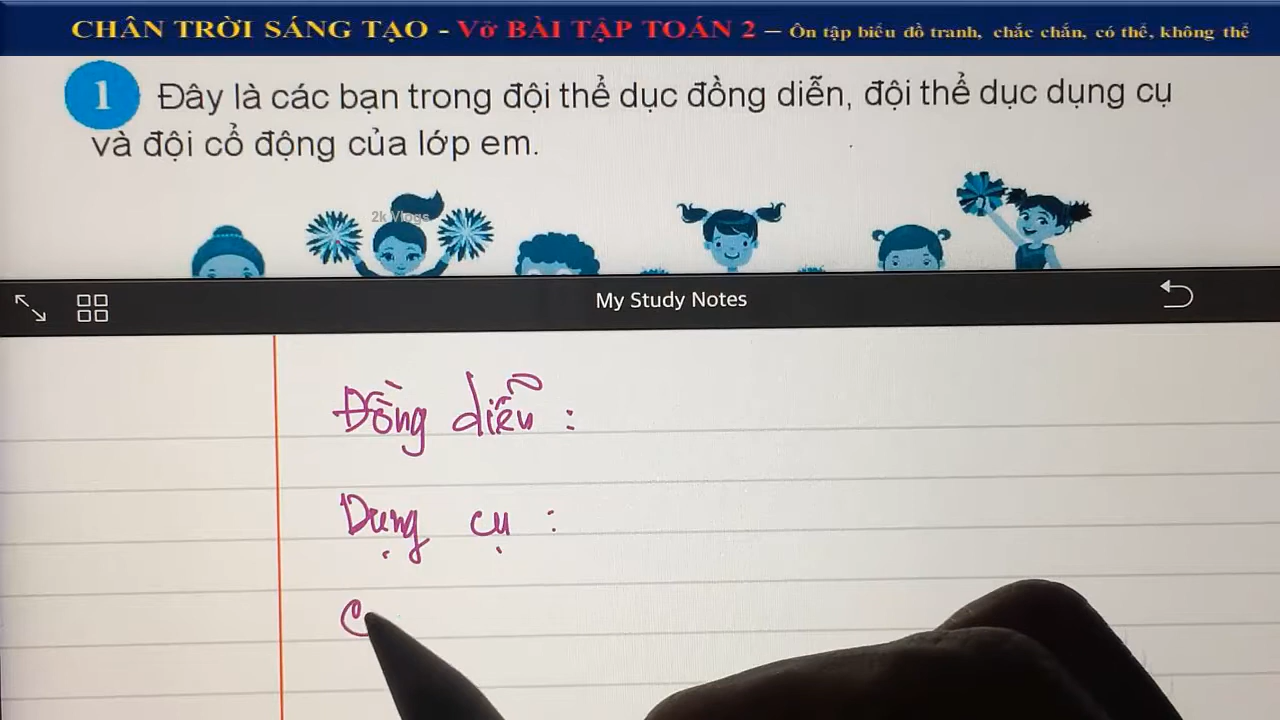 CHÂN TRỜI SÁNG TẠO - Vở BÀI TẬP TOÁN 2 – Ôn tập biểu đồ tranh, chắc chắn, có thể, không thể
1 Đây là các bạn trong đội thể dục đồng diễn, đội thể dục dụng cụ
và đội cổ động của lớp em.
2k Vlogs
My Study Notes
Đồng diễn :
Dụng cụ :
C